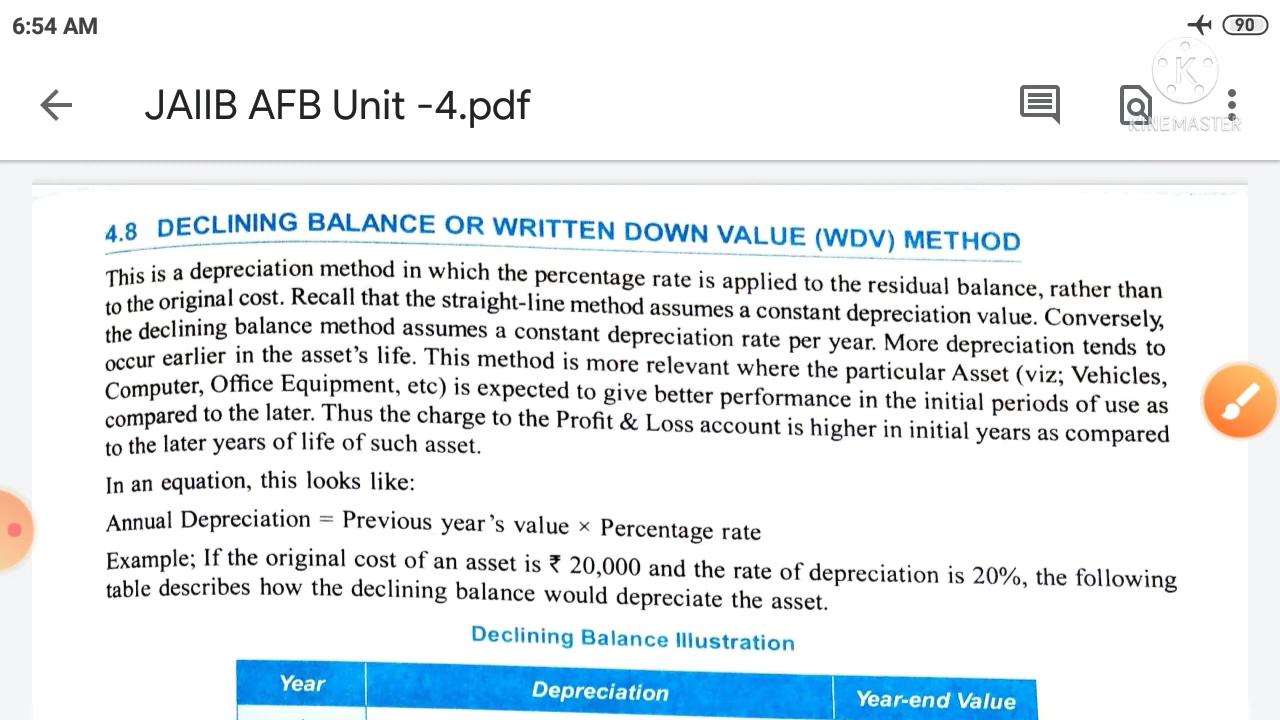 6:54 AM
90
JAIIB AFB Unit -4.pdf
KINEMASTER
4.8 DECLINING BALANCE OR WRITTEN DOWN VALUE (WDV) METHOD
This is a depreciation method in which the percentage rate is applied to the residual balance, rather than
to the original cost. Recall that the straight-line method assumes a constant depreciation value. Conversely,
the declining balance method assumes a constant depreciation rate per year. More depreciation tends to
occur earlier in the asset's life. This method is more relevant where the particular Asset (viz; Vehicles,
Computer, Office Equipment, etc) is expected to give better performance in the initial periods of use as
compared to the later. Thus the charge to the Profit & Loss account is higher in initial years as compared
to the later years of life of such asset.
In an equation, this looks like:
Annual Depreciation = Previous year's value × Percentage rate
Example; If the original cost of an asset is ₹ 20,000 and the rate of depreciation is 20%, the following
table describes how the declining balance would depreciate the asset.
Declining Balance Illustration
Year Depreciation Year-end Value